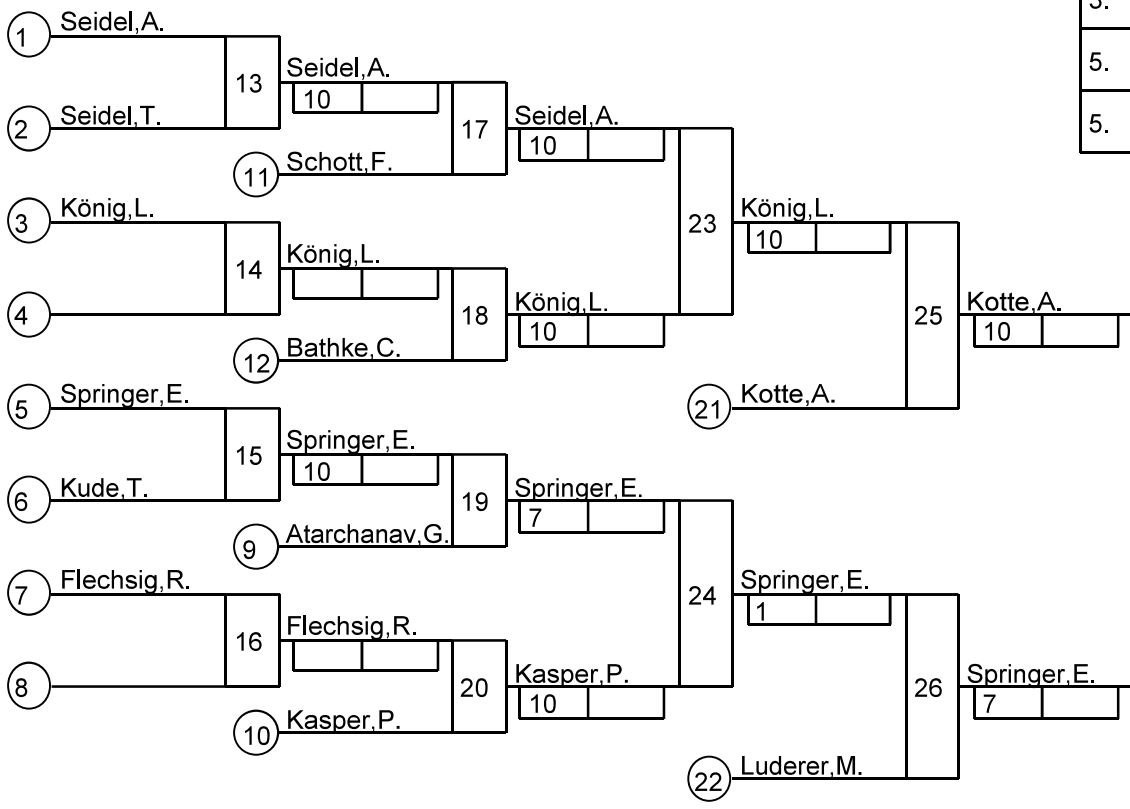 3.
1 Seidel,A.
Seidel,A.
13
10
5.
2 Seidel,T.
Seidel,A.
17
10
5.
11 Schott,F.
3 König,L.
König,L.
23
10
König,L.
14
4
König,L.
18
10
Kotte,A.
25
10
12 Bathke,C.
5 Springer,E.
21 Kotte,A.
Springer,E.
15
10
6 Kude,T.
Springer,E.
19
7
9 Atarchanav,G.
7 Flechsig,R.
Springer,E.
24
1
Flechsig,R.
16
8
Kasper,P.
20
10
Springer,E.
26
7
10 Kasper,P.
22 Luderer,M.